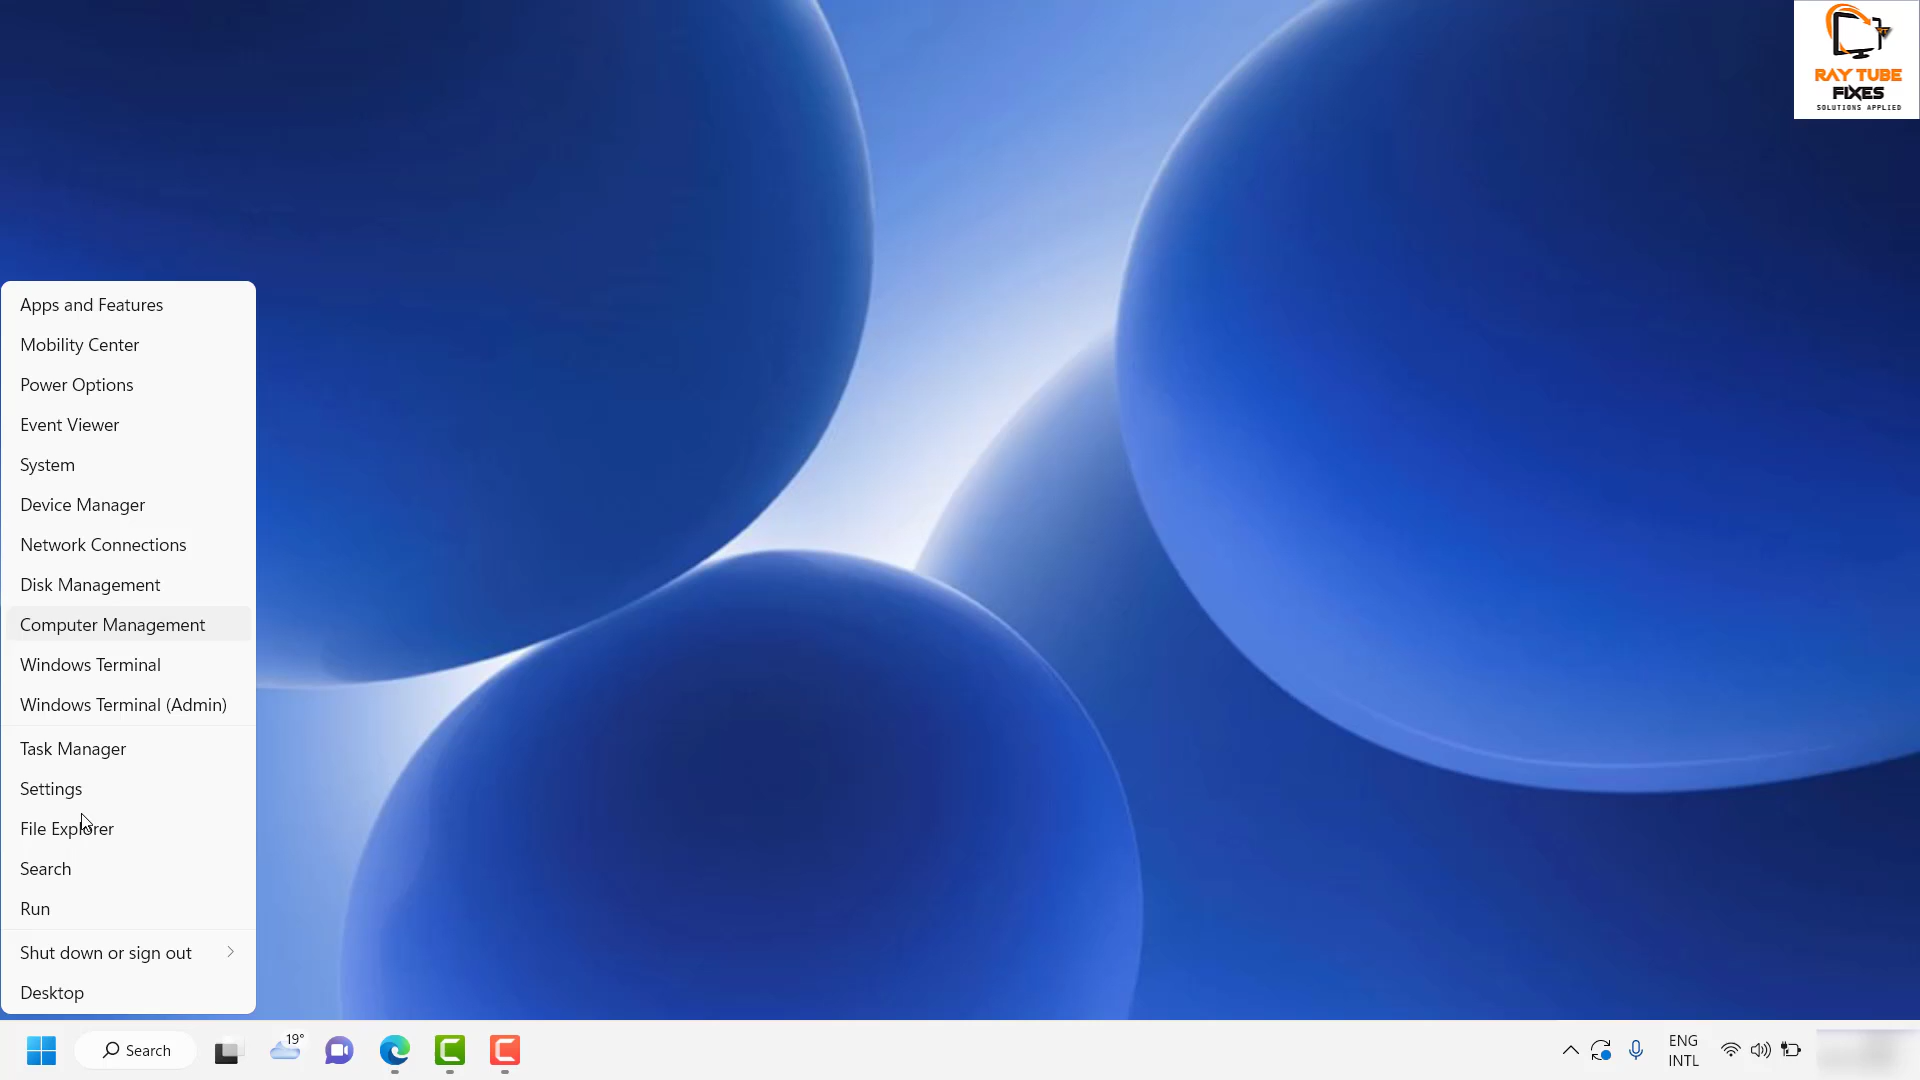 RAY TUBE
FIXES
SOLUTIONS APPLIED
Apps and Features
Mobility Center
Power Options
Event Viewer
System
Device Manager
Network Connections
Disk Management
Computer Management
Windows Terminal
Windows Terminal (Admin)
Task Manager
Settings
File Explorer
Search
Run
Shut down or sign out
Desktop
Search
19°
ENG
INTL